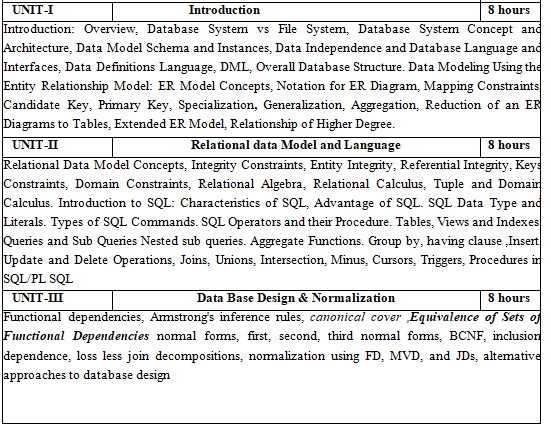 UNIT-I Introduction 8 hours
Introduction: Overview, Database System vs File System, Database System Concept and
Architecture, Data Model Schema and Instances, Data Independence and Database Language and
Interfaces, Data Definitions Language, DML, Overall Database Structure. Data Modeling Using the
Entity Relationship Model: ER Model Concepts, Notation for ER Diagram, Mapping Constraints,
Candidate Key, Primary Key, Specialization, Generalization, Aggregation, Reduction of an ER
Diagrams to Tables, Extended ER Model, Relationship of Higher Degree.
UNIT-II Relational data Model and Language 8 hours
Relational Data Model Concepts, Integrity Constraints, Entity Integrity, Referential Integrity, Keys
Constraints, Domain Constraints, Relational Algebra, Relational Calculus, Tuple and Domain
Calculus. Introduction to SQL: Characteristics of SQL, Advantage of SQL. SQL Data Type and
Literals. Types of SQL Commands. SQL Operators and their Procedure. Tables, Views and Indexes.
Queries and Sub Queries Nested sub queries. Aggregate Functions. Group by, having clause ,Insert,
Update and Delete Operations, Joins, Unions, Intersection, Minus, Cursors, Triggers, Procedures in
SQL/PL SQL
UNIT-III Data Base Design & Normalization 8 hours
Functional dependencies, Armstrong's inference rules, canonical cover ,Equivalence of Sets of
Functional Dependencies normal forms, first, second, third normal forms, BCNF, inclusion
dependence, loss less join decompositions, normalization using FD, MVD, and JDs, alternative
approaches to database design